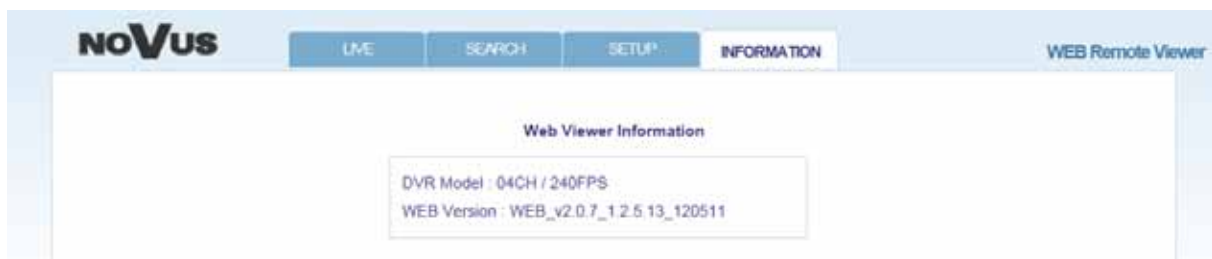 NOVUS
LIVE SEARCH SETUP INFORMATION WEB Remote Viewer
Web Viewer Information
DVR Model : 04CH / 240FPS
WEB Version : WEB_v2.0.7_1.2.5.13_120511